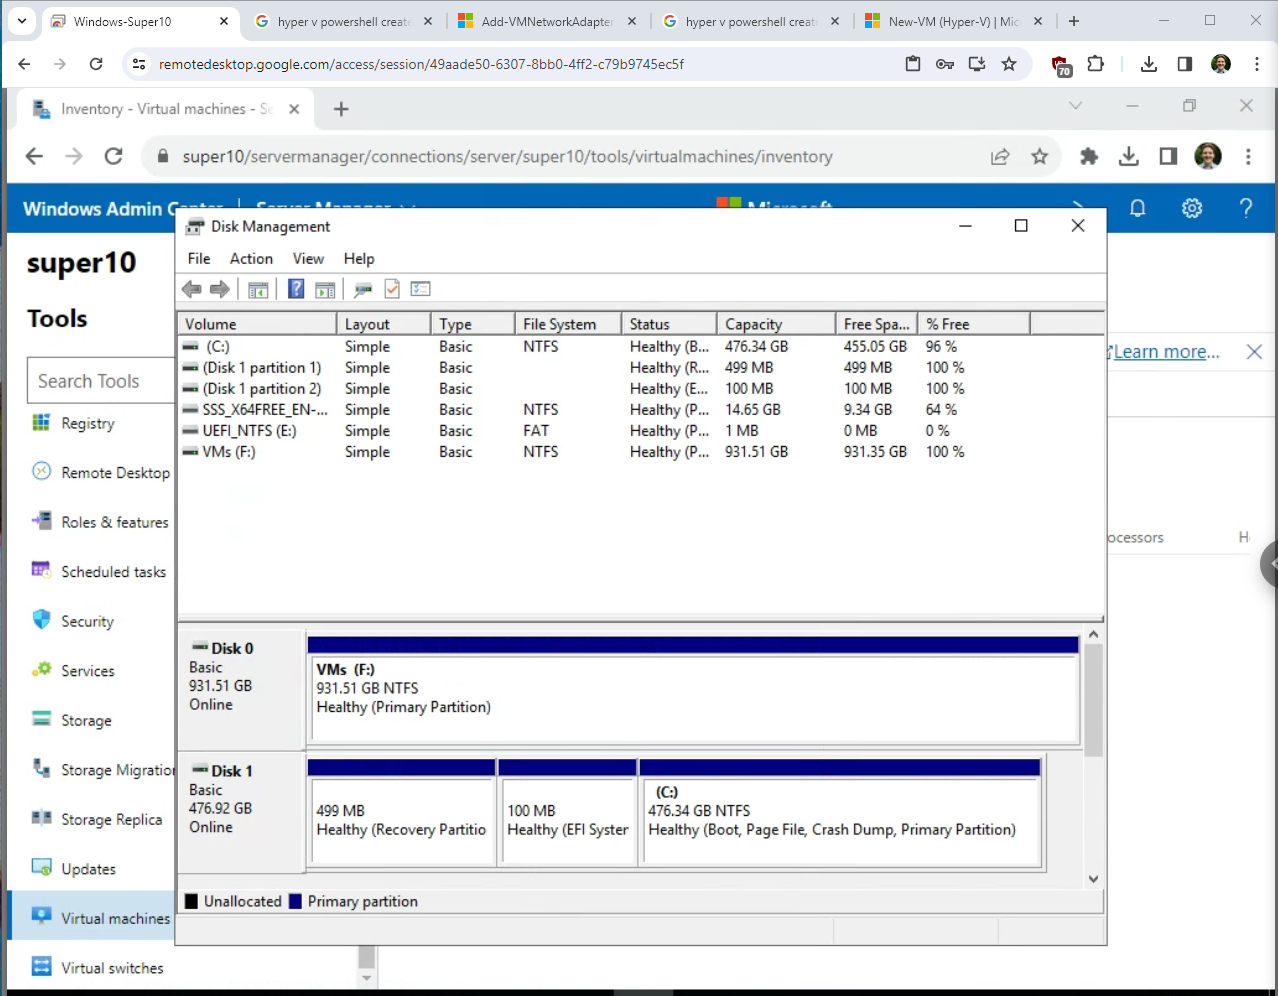 Windows-Super10
hyper v powershell create
Add-VMNetworkAdapter
hyper v powershell create
New-VM (Hyper-V) | Mic
remotedesktop.google.com/access/session/49aade50-6307-8bb0-4ff2-c79b9745ec5f
70
Inventory - Virtual machines - Se
super10/servermanager/connections/server/super10/tools/virtualmachines/inventory
Windows Admin Center
Server Manager
Microsoft
super10
Tools
Search Tools
Registry
Remote Desktop
Roles & features
Scheduled tasks
Security
Services
Storage
Storage Migration
Storage Replica
Updates
Virtual machines
Virtual switches
Learn more...
ocessors
H
Disk Management
File Action View Help
Volume Layout Type File System Status Capacity Free Spa... % Free
(C:) Simple Basic NTFS Healthy (B... 476.34 GB 455.05 GB 96 %
(Disk 1 partition 1) Simple Basic Healthy (R... 499 MB 499 MB 100 %
(Disk 1 partition 2) Simple Basic Healthy (E... 100 MB 100 MB 100 %
SSS_X64FREE_EN-... Simple Basic NTFS Healthy (P... 14.65 GB 9.34 GB 64 %
UEFI_NTFS (E:) Simple Basic FAT Healthy (P... 1 MB 0 MB 0 %
VMs (F:) Simple Basic NTFS Healthy (P... 931.51 GB 931.35 GB 100 %
Disk 0
Basic
931.51 GB
Online
VMs (F:)
931.51 GB NTFS
Healthy (Primary Partition)
Disk 1
Basic
476.92 GB
Online
499 MB
Healthy (Recovery Partitio
100 MB
Healthy (EFI System
(C:)
476.34 GB NTFS
Healthy (Boot, Page File, Crash Dump, Primary Partition)
Unallocated Primary partition